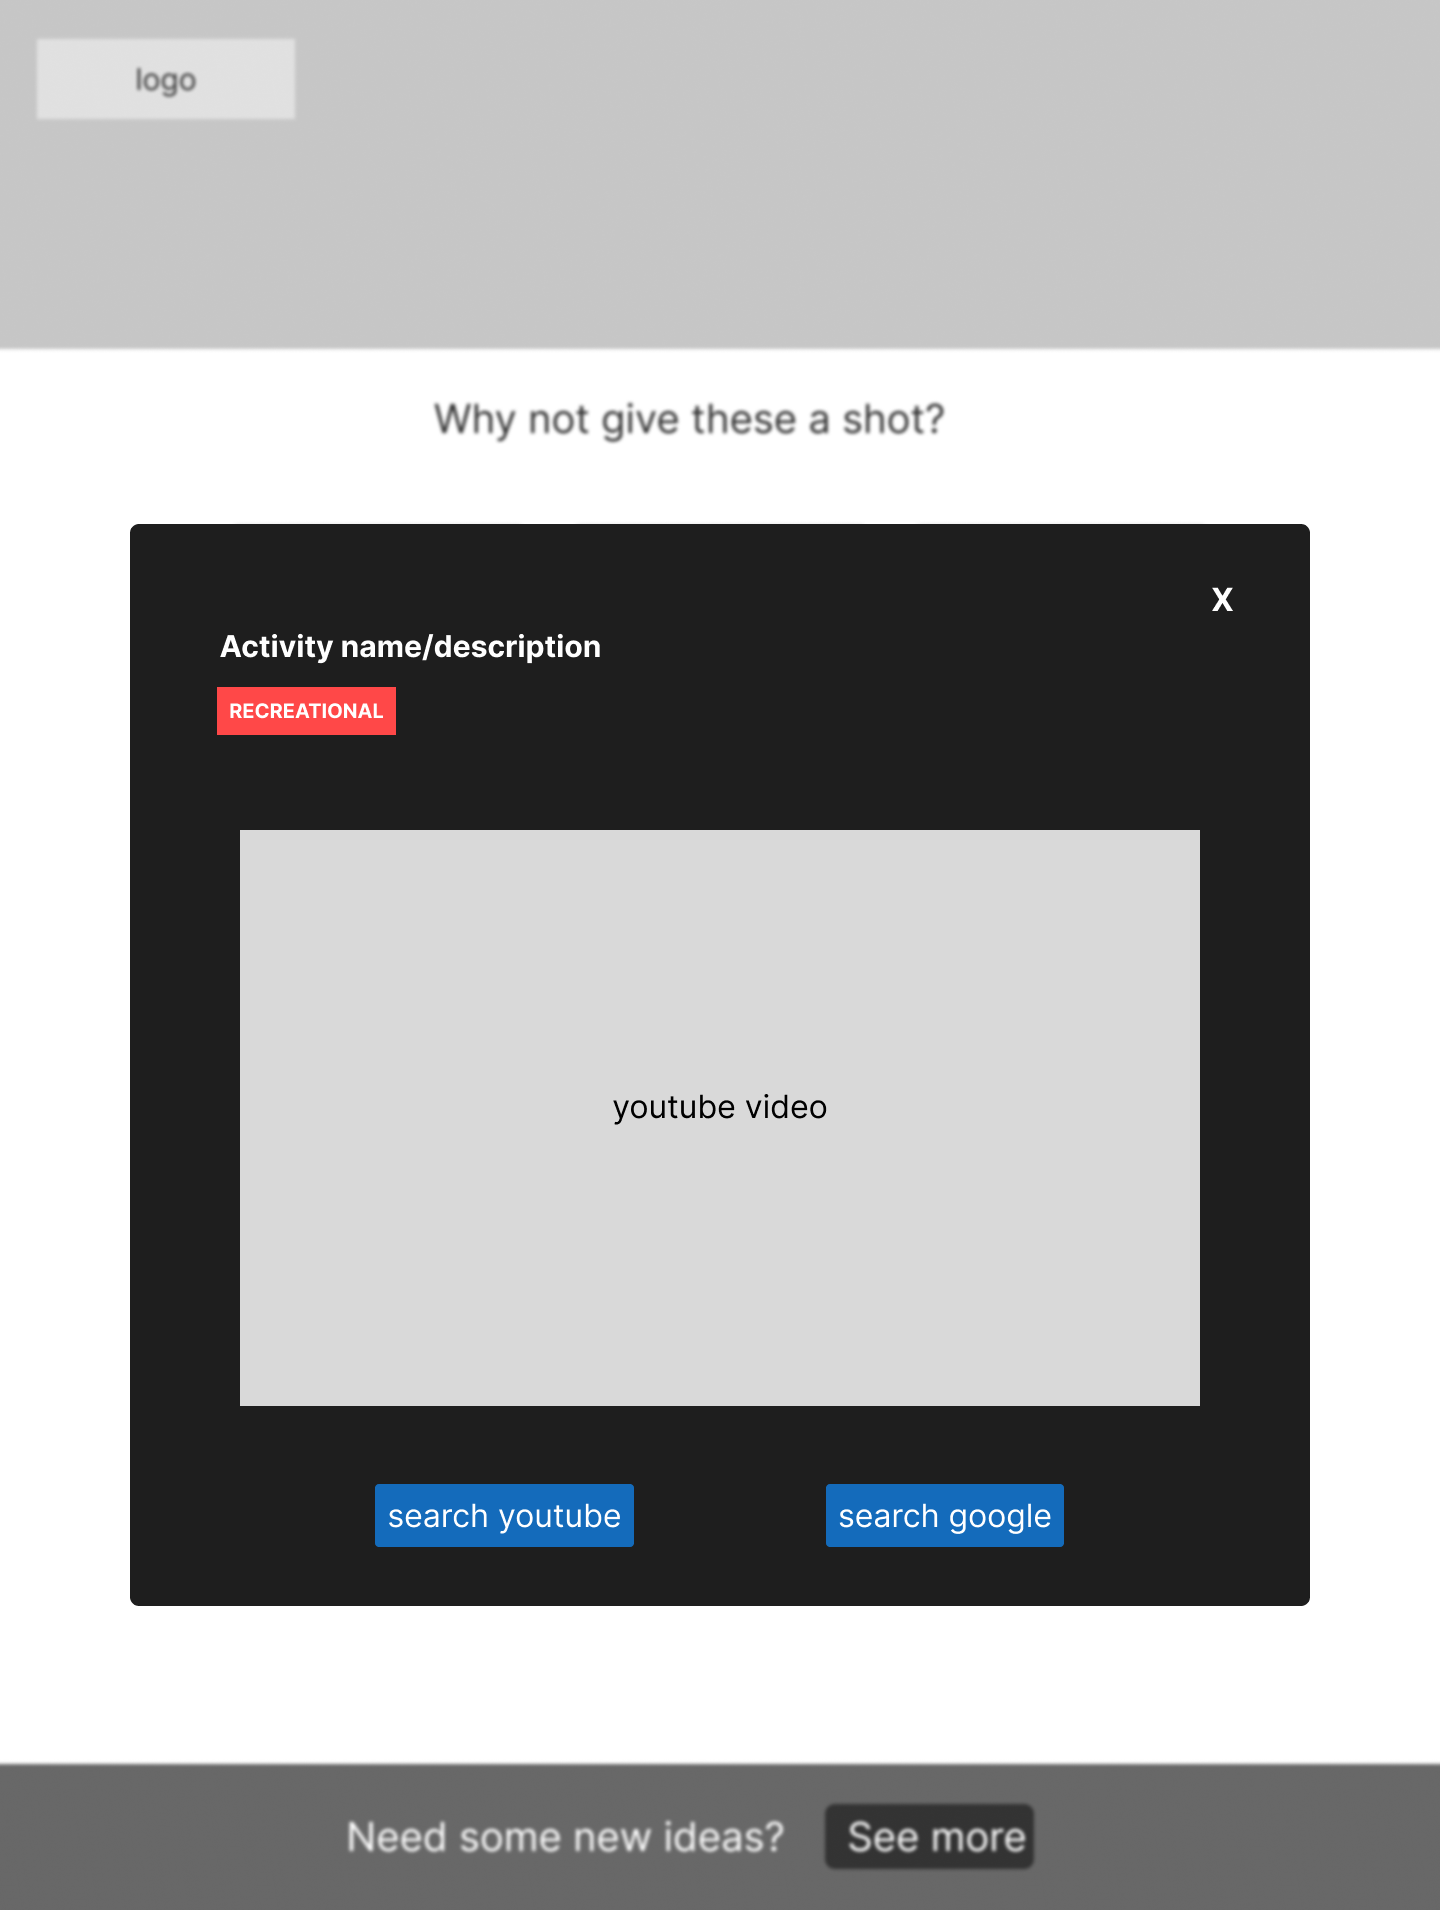 logo
Why not give these a shot?
X
Activity name/description
RECREATIONAL
youtube video
search youtube
search google
Need some new ideas?
See more